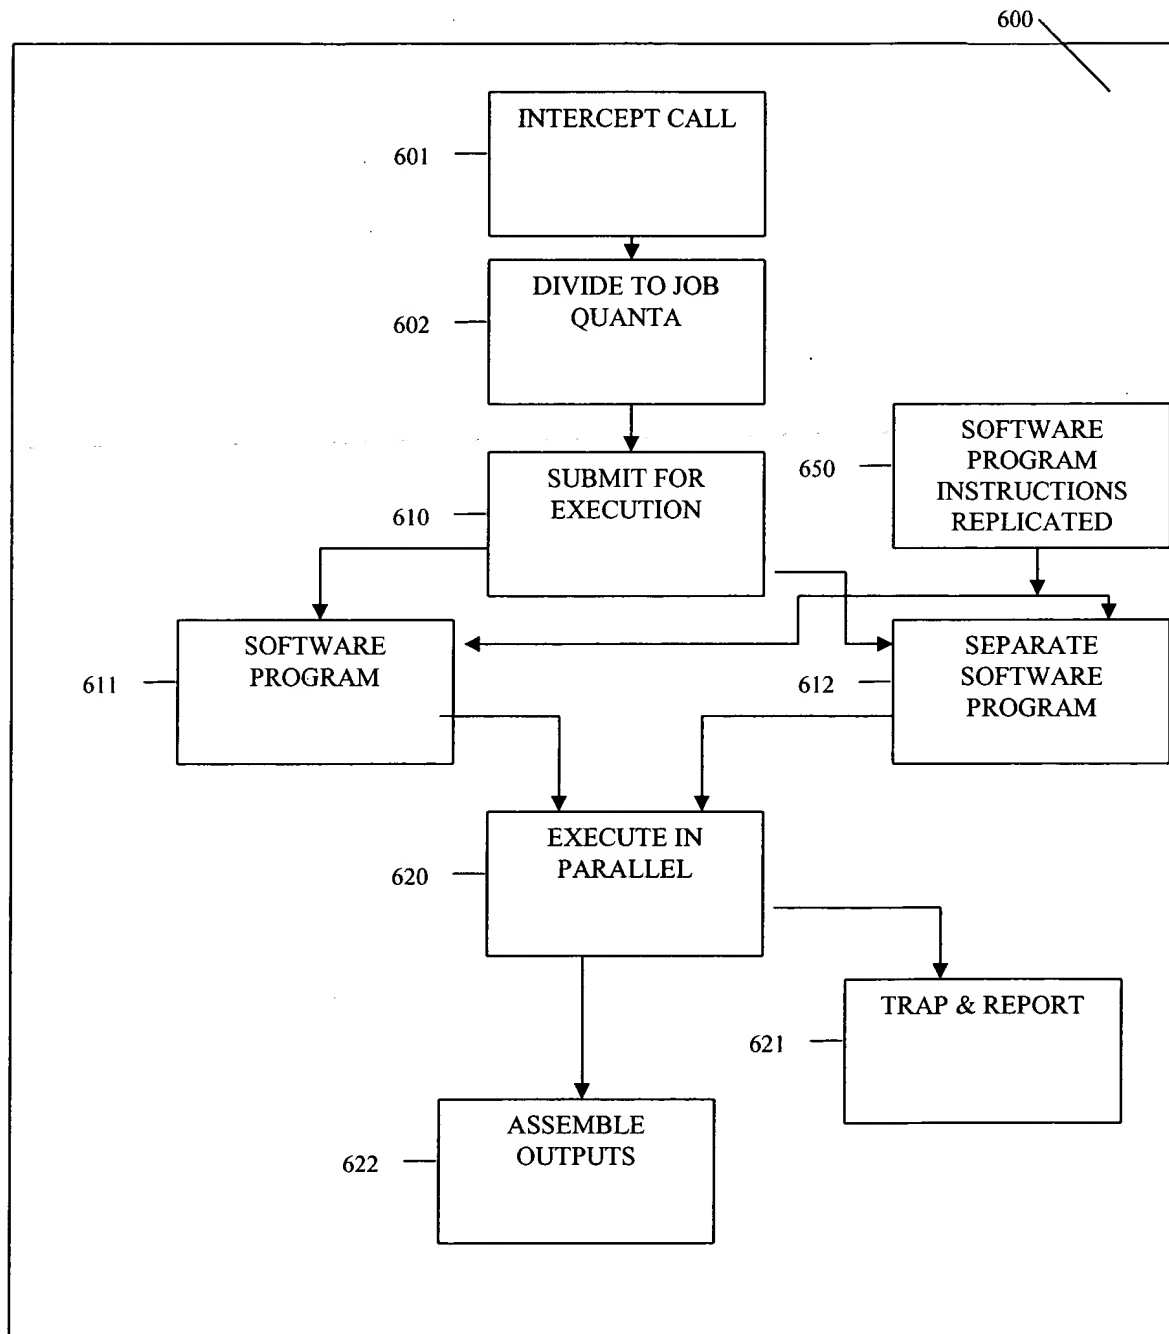 600
INTERCEPT CALL
601
DIVIDE TO JOB
QUANTA
602
SUBMIT FOR
EXECUTION
610
SOFTWARE
PROGRAM
INSTRUCTIONS
REPLICATED
650
SOFTWARE
PROGRAM
611
SEPARATE
SOFTWARE
PROGRAM
612
EXECUTE IN
PARALLEL
620
TRAP & REPORT
621
ASSEMBLE
OUTPUTS
622